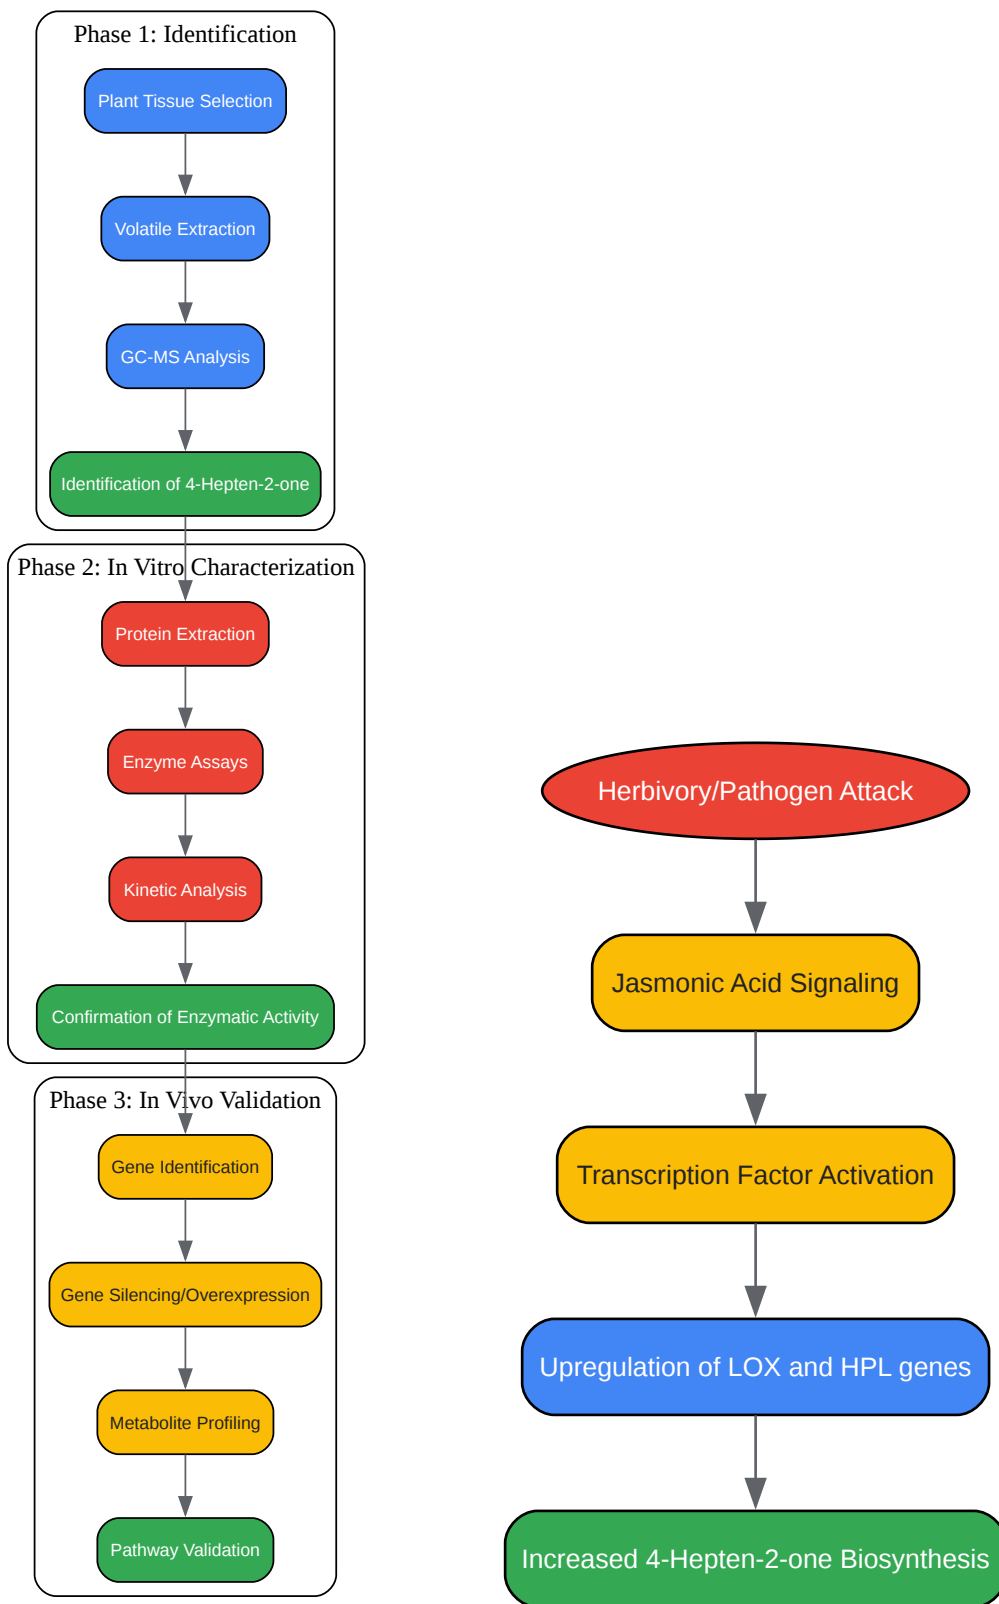 Phase 1: Identification
Plant Tissue Selection
Volatile Extraction
GC-MS Analysis
Identification of 4-Hepten-2-one
Phase 2: In Vitro Characterization
Protein Extraction
Enzyme Assays
Kinetic Analysis
Confirmation of Enzymatic Activity
Phase 3: In Vivo Validation
Gene Identification
Gene Silencing/Overexpression
Metabolite Profiling
Pathway Validation
Herbivory/Pathogen Attack
Jasmonic Acid Signaling
Transcription Factor Activation
Upregulation of LOX and HPL genes
Increased 4-Hepten-2-one Biosynthesis